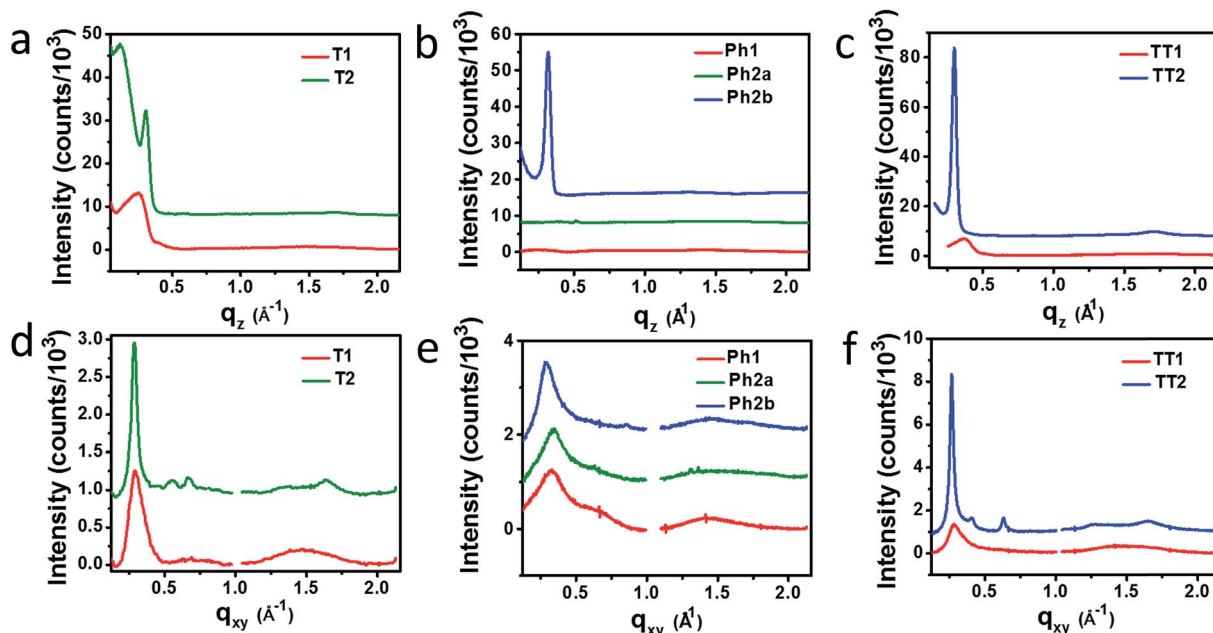 a
Intensity (counts/10³)
50
40
30
20
10
0
T1
T2
0.5
1.0
1.5
2.0
q_z (Å⁻¹)
b
Intensity (counts/10³)
60
50
40
30
20
10
0
Ph1
Ph2a
Ph2b
0.5
1.0
1.5
2.0
q_z (Å¹)
c
Intensity (counts/10³)
80
60
40
20
0
TT1
TT2
0.5
1.0
1.5
2.0
q_z (Å¹)
d
Intensity (counts/10³)
3.0
2.5
2.0
1.5
1.0
0.5
0.0
T1
T2
0.5
1.0
1.5
2.0
q_xy (Å⁻¹)
e
Intensity (counts/10³)
4
2
0
Ph1
Ph2a
Ph2b
0.5
1.0
1.5
2.0
q_xy (Å¹)
f
Intensity (counts/10³)
10
8
6
4
2
0
TT1
TT2
0.5
1.0
1.5
2.0
q_xy (Å⁻¹)